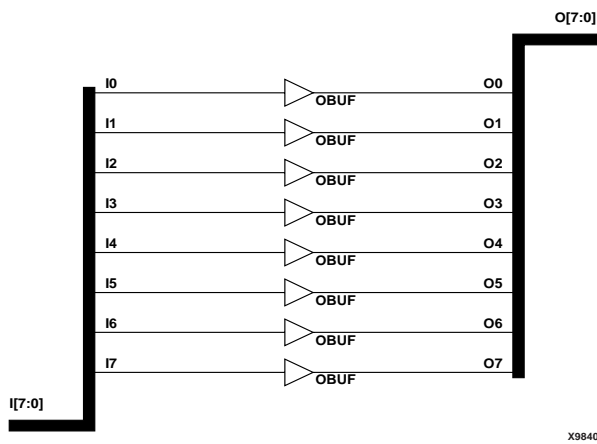 O[7:0]
I0 OBUF O0
I1 OBUF O1
I2 OBUF O2
I3 OBUF O3
I4 OBUF O4
I5 OBUF O5
I6 OBUF O6
I7 OBUF O7
I[7:0]
X9840